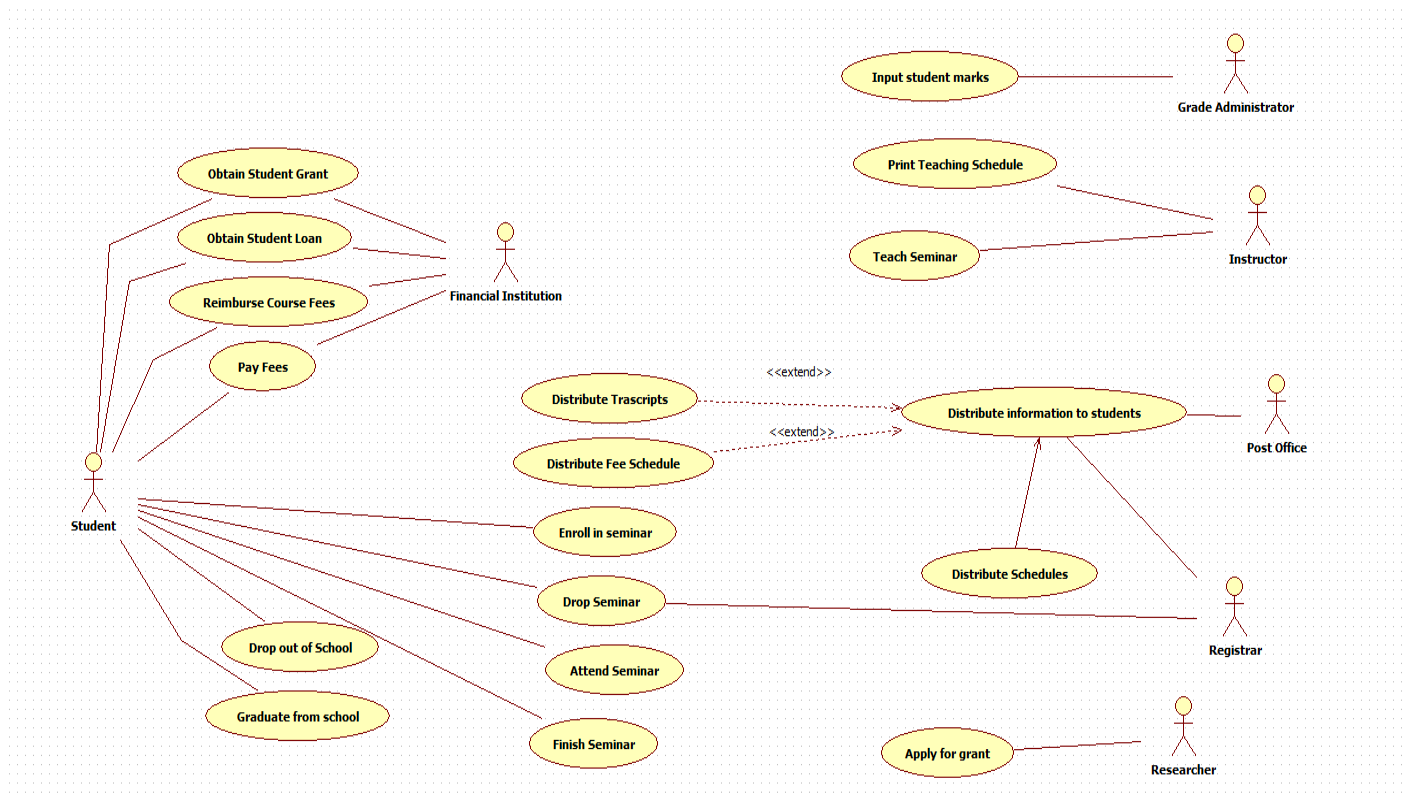 Input student marks
Grade Administrator
Print Teaching Schedule
Obtain Student Grant
Obtain Student Loan
Teach Seminar
Instructor
Financial Institution
Reimburse Course Fees
Pay Fees
<<extend>>
Distribute Trascripts
Distribute information to students
<<extend>>
Post Office
Distribute Fee Schedule
Student
Enroll in seminar
Distribute Schedules
Drop Seminar
Drop out of School
Registrar
Attend Seminar
Graduate from school
Finish Seminar
Apply for grant
Researcher